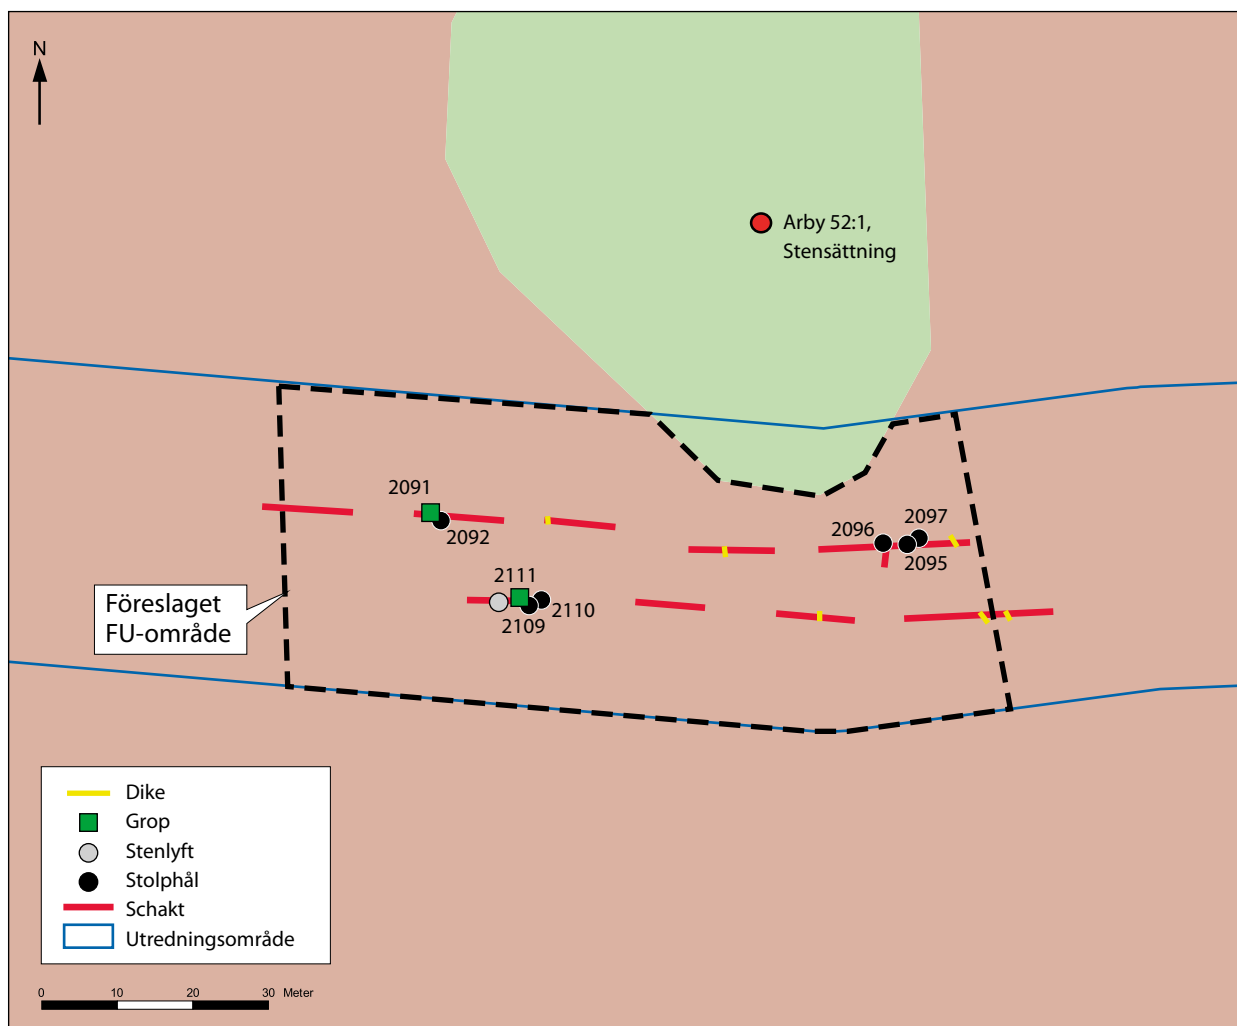 N
Arby 52:1,
Stensättning
2091
2092
2096
2097
2095
2111
2110
2109
Föreslaget
FU-område
Dike
Grop
Stenlyft
Stolphål
Schakt
Utredningsområde
0 10 20 30 Meter